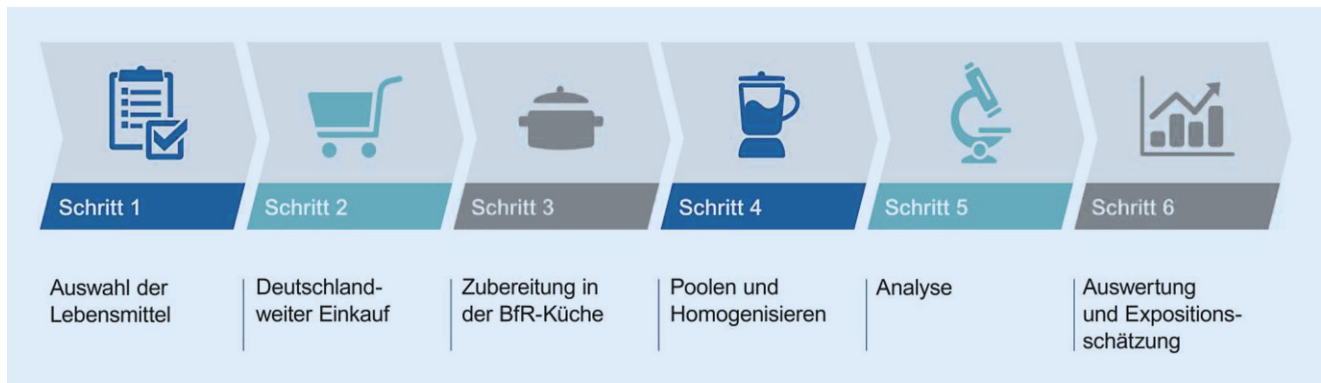 Schritt 1
Schritt 2
Schritt 3
Schritt 4
Schritt 5
Schritt 6
Auswahl der
Lebensmittel
Deutschland-
weiter Einkauf
Zubereitung in
der BfR-Küche
Poolen und
Homogenisieren
Analyse
Auswertung
und Expositions-
schätzung